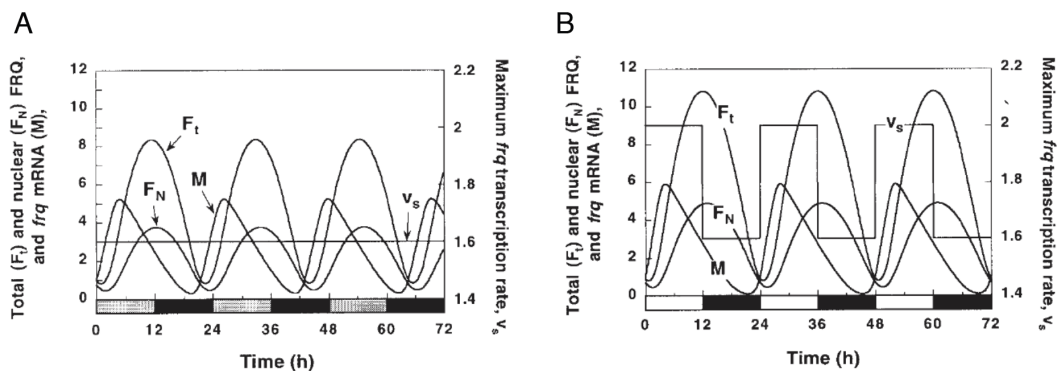 A
Total (Ft) and nuclear (FN) FRQ,
and frq mRNA (M),
12
10
8
6
4
2
0
Ft
FN
M
vs
2.2
2
1.8
1.6
1.4
Maximum frq transcription rate, vs
0 12 24 36 48 60 72
Time (h)
B
Total (Ft) and nuclear (FN) FRQ,
and frq mRNA (M),
12
10
8
6
4
2
0
Ft
vs
FN
M
2.2
2
1.8
1.6
1.4
Maximum frq transcription rate, vs
0 12 24 36 48 60 72
Time (h)